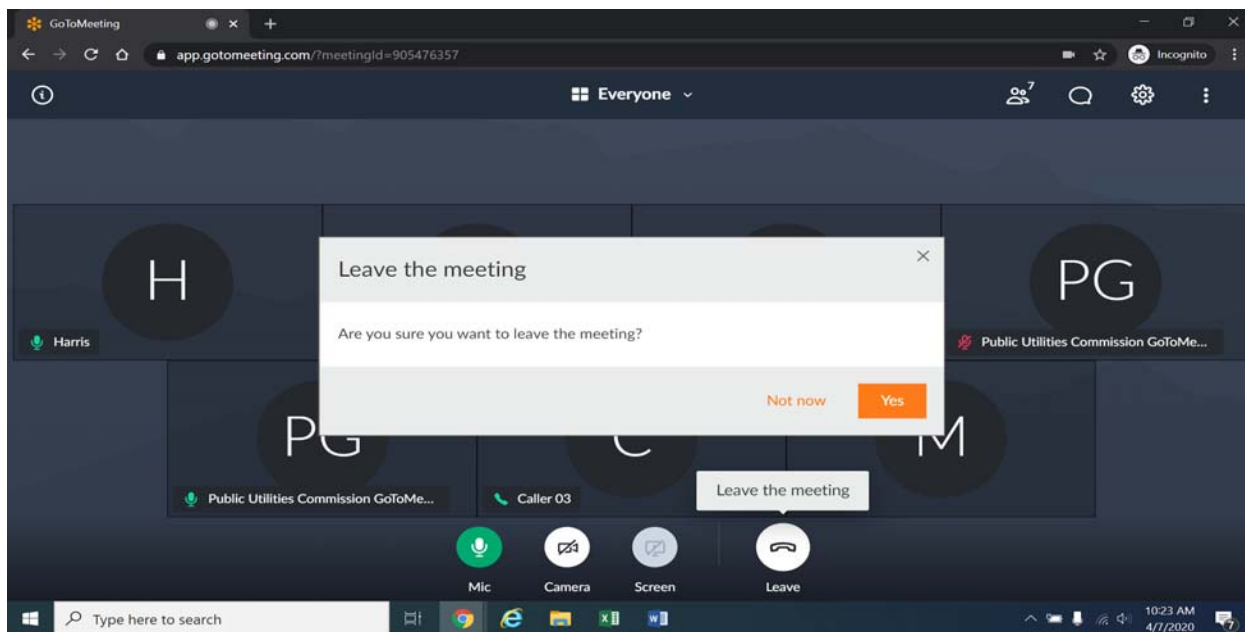 GoToMeeting
app.gotomeeting.com/?meetingId=905476357
Incognito
Everyone
7
H
PG
Leave the meeting
Are you sure you want to leave the meeting?
Harris
Public Utilities Commission GoToMe...
Not now Yes
PG
C
M
Public Utilities Commission GoToMe...
Caller 03
Leave the meeting
Mic Camera Screen Leave
Type here to search
10:23 AM
4/7/2020
7